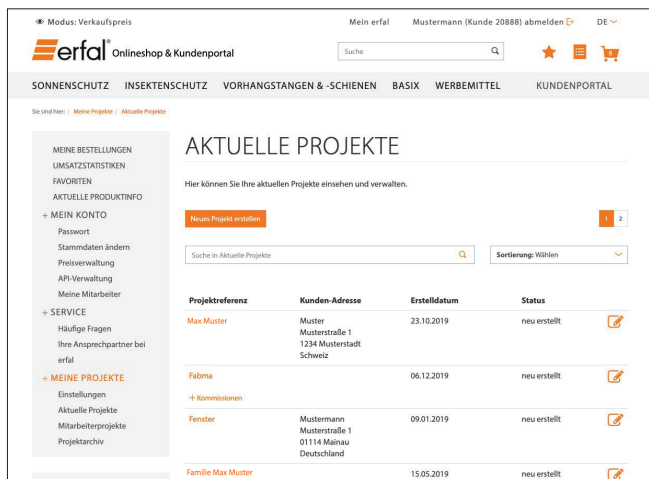 Modus: Verkaufspreis
Mein erfal
Mustermann (Kunde 20888) abmelden
DE
erfal® Onlineshop & Kundenportal
Suche
6
SONNENSCHUTZ INSEKTENSCHUTZ VORHANGSTANGEN & -SCHIENEN BASIX WERBEMITTEL KUNDENPORTAL
Sie sind hier: / Meine Projekte / Aktuelle Projekte
MEINE BESTELLUNGEN
UMSATZSTATISTIKEN
FAVORITEN
AKTUELLE PRODUKTINFO
+ MEIN KONTO
Passwort
Stammdaten ändern
Preisverwaltung
API-Verwaltung
Meine Mitarbeiter
+ SERVICE
Häufige Fragen
Ihre Ansprechpartner bei
erfal
+ MEINE PROJEKTE
Einstellungen
Aktuelle Projekte
Mitarbeiterprojekte
Projektarchiv
AKTUELLE PROJEKTE
Hier können Sie Ihre aktuellen Projekte einsehen und verwalten.
Neues Projekt erstellen
1 2
Suche in Aktuelle Projekte
Sortierung: Wählen
Projektreferenz Kunden-Adresse Erstelldatum Status
Max Muster Muster 23.10.2019 neu erstellt
Musterstraße 1
1234 Musterstadt
Schweiz
Fabma 06.12.2019 neu erstellt
+ Kommissionen
Fenster Mustermann 09.01.2019 neu erstellt
Musterstraße 1
01114 Mainau
Deutschland
Familie Max Muster 15.05.2019 neu erstellt